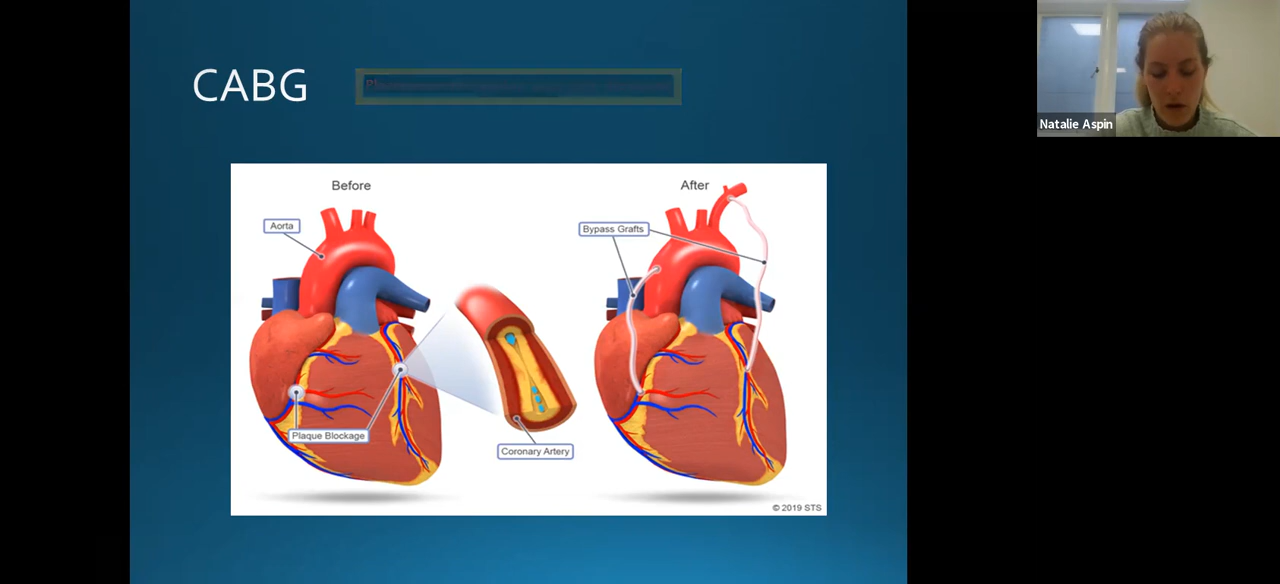 CABG
Natalie Aspin
Before
After
Aorta
Bypass Grafts
Plaque Blockage
Coronary Artery
© 2019 STS